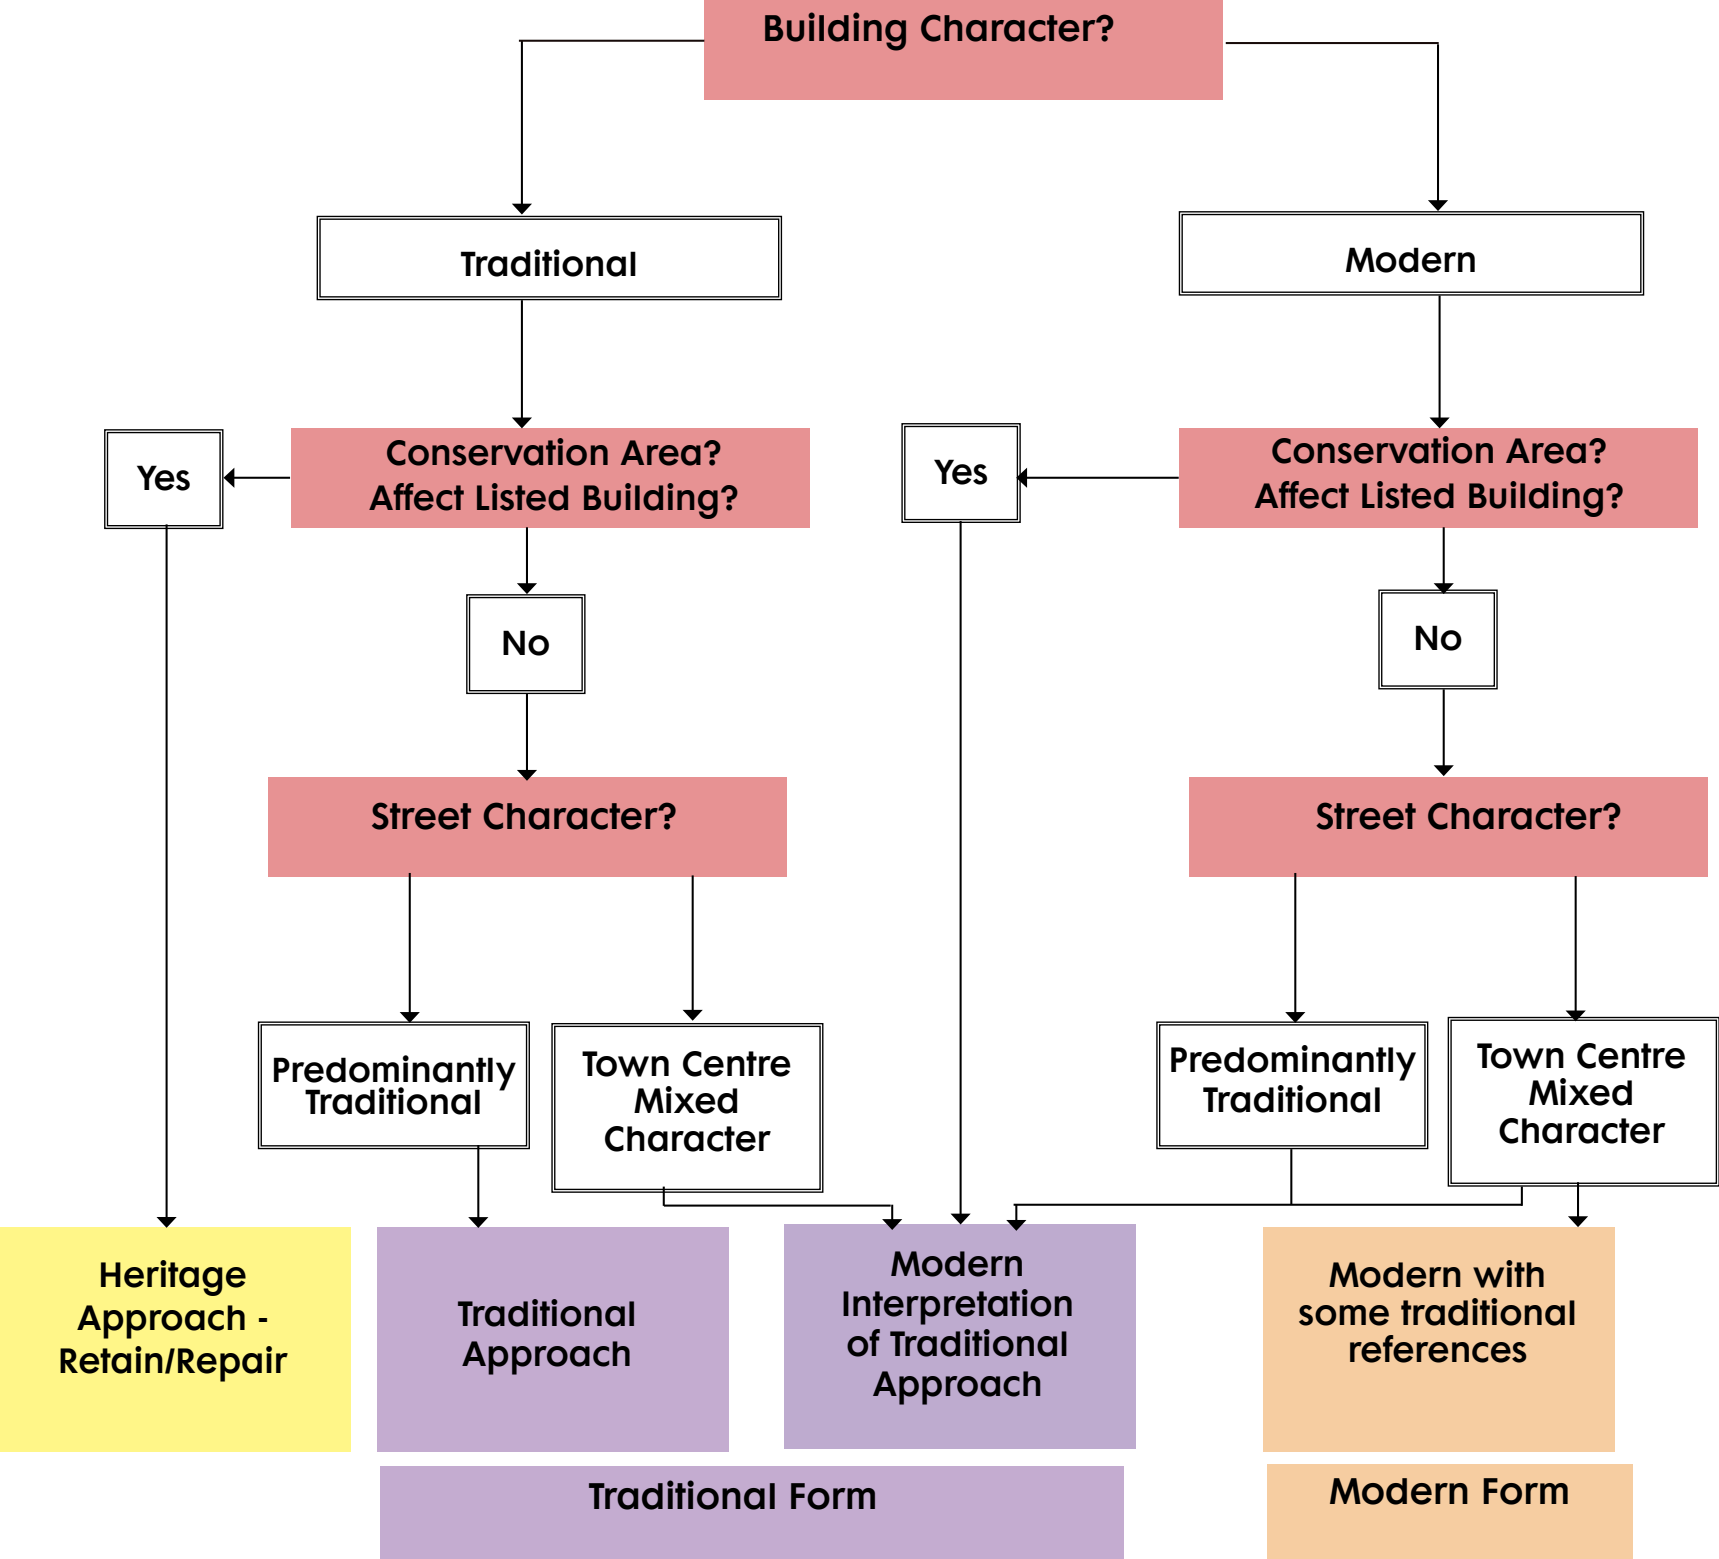 Building Character?
Traditional
Modern
Yes
Conservation Area?
Affect Listed Building?
Yes
Conservation Area?
Affect Listed Building?
No
No
Street Character?
Street Character?
Predominantly
Traditional
Town Centre
Mixed
Character
Predominantly
Traditional
Town Centre
Mixed
Character
Heritage
Approach -
Retain/Repair
Traditional
Approach
Modern
Interpretation
of Traditional
Approach
Modern with
some traditional
references
Traditional Form
Modern Form